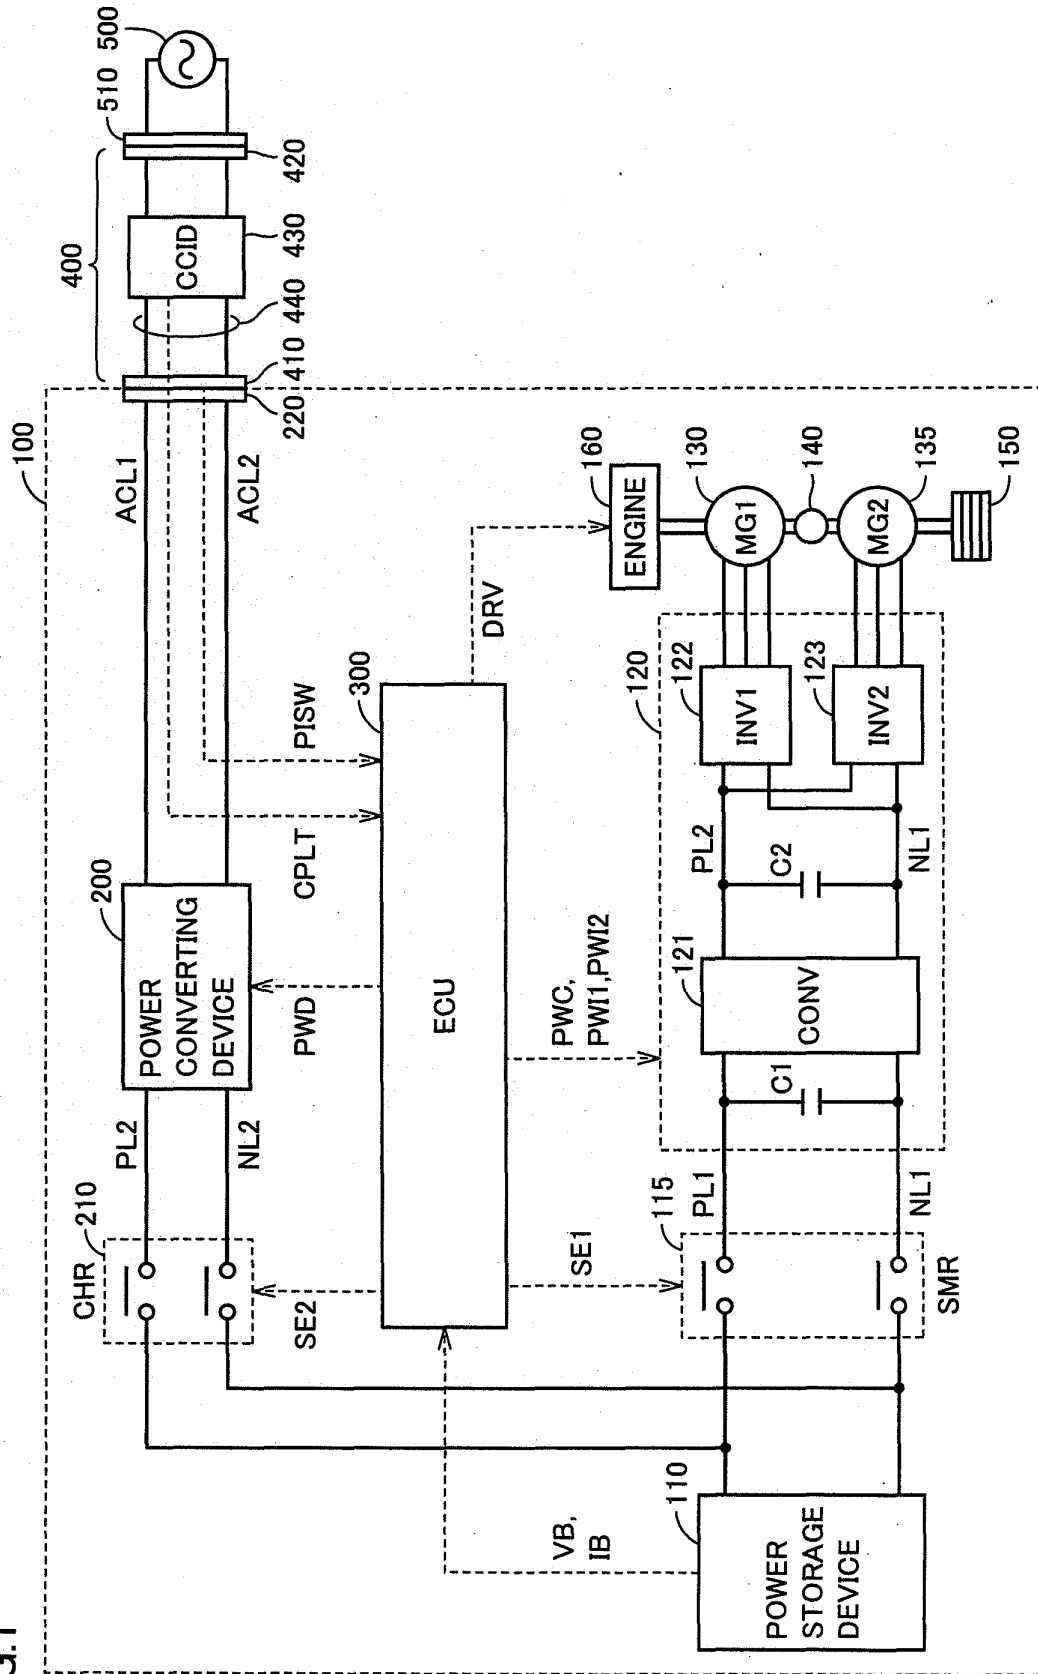 G.1
100
400
510
500
420
CCID
430
440
410
220
ACL1
ACL2
200
POWER
CONVERTING
DEVICE
PL2
NL2
CHR
210
SE2
PWD
CPLT
PISW
300
ECU
DRV
160
ENGINE
130
MG1
140
MG2
135
150
120
122
INV1
123
INV2
PL2
NL1
C2
121
CONV
C1
PWC,
PWI1,PWI2
SE1
115
PL1
NL1
SMR
VB,
IB
110
POWER
STORAGE
DEVICE